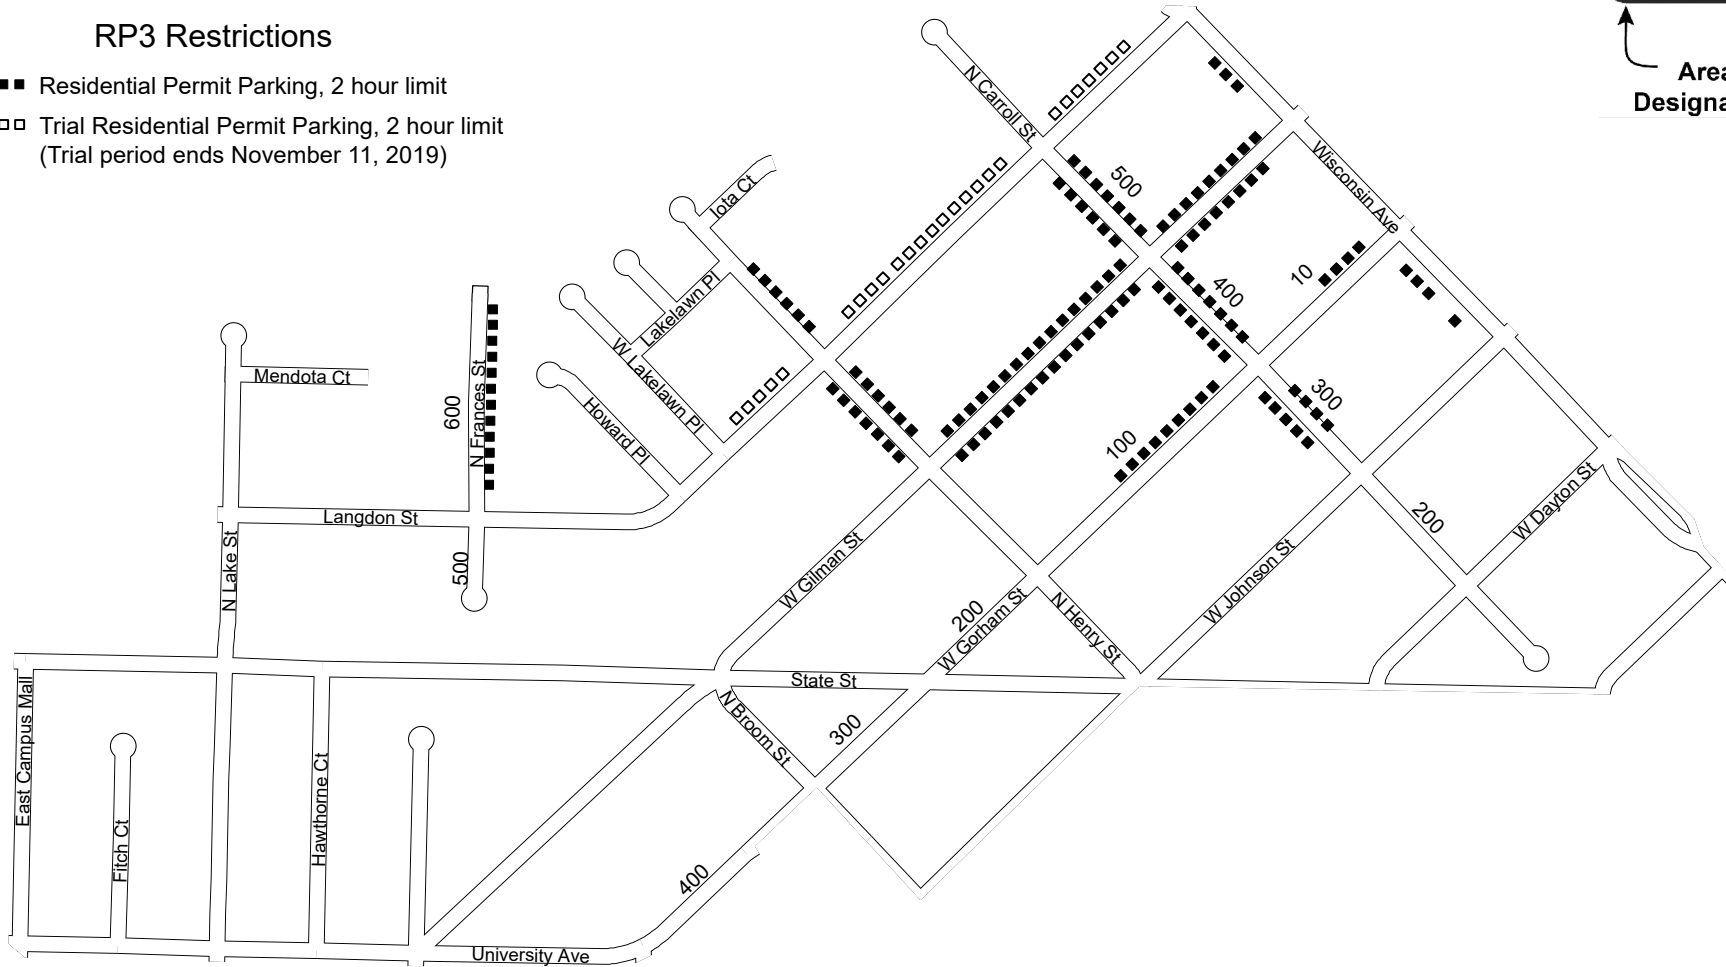 RP3 Restrictions
Residential Permit Parking, 2 hour limit
Trial Residential Permit Parking, 2 hour limit
(Trial period ends November 11, 2019)
Area
Designa
N Carroll St
Wisconsin Ave
500
Iota Ct
10
400
Lakelawn Pl
W Lakelawn Pl
Mendota Ct
N Frances St
600
Howard Pl
300
100
Langdon St
200
W Dayton St
N Lake St
500
W Gilman St
W Johnson St
200
W Gorham St
N Henry St
State St
East Campus Mall
N Broom St
300
Hawthorne Ct
Fitch Ct
400
University Ave